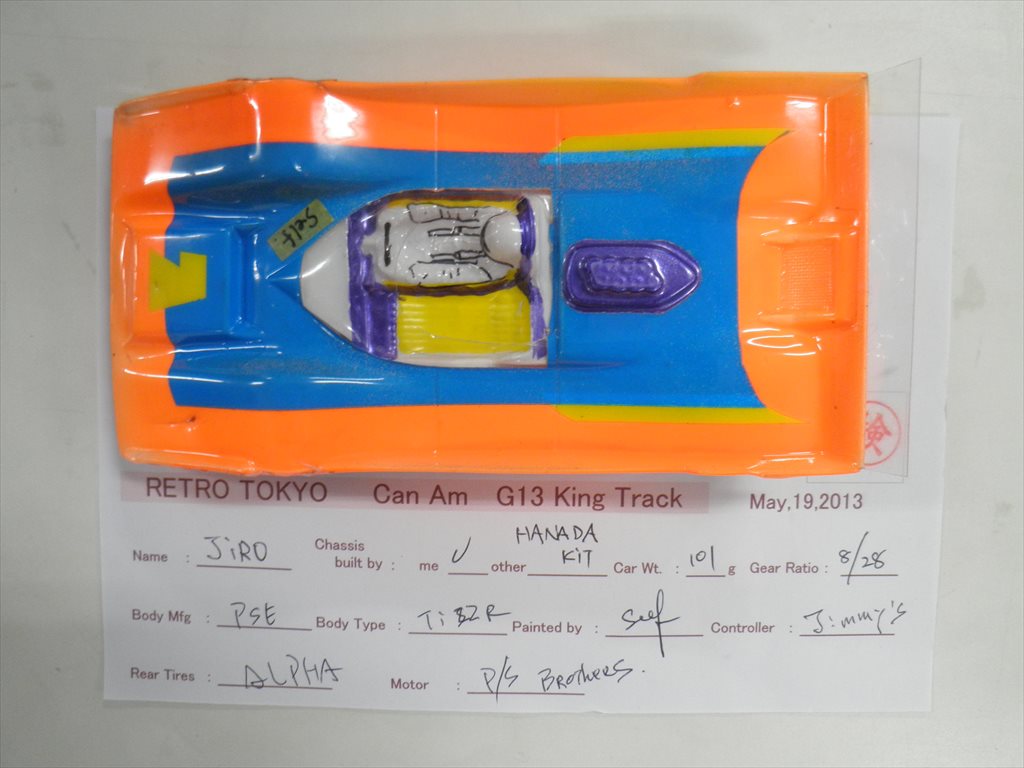 Self
検
RETRO TOKYO Can Am G13 King Track May,19,2013
Name : JiRO Chassis built by : me ✓ other HANADA KiT Car Wt. : 101 g Gear Ratio : 8/28
Body Mfg : PSE Body Type : Painted by : self Controller : Jimmy's
Rear Tires : ALPHA Motor : P/S BROthERS.